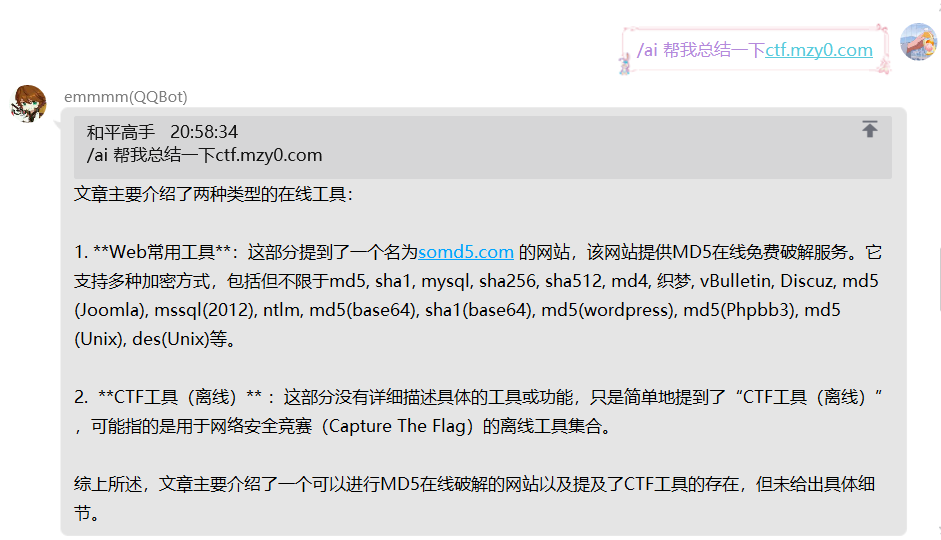 /ai 帮我总结一下ctf.mzy0.com
emmmm(QQBot)
和平高手 20:58:34
/ai 帮我总结一下ctf.mzy0.com
文章主要介绍了两种类型的在线工具：
1. **Web常用工具**：这部分提到了一个名为somd5.com 的网站，该网站提供MD5在线免费破解服务。它
支持多种加密方式，包括但不限于md5, sha1, mysql, sha256, sha512, md4, 织梦, vBulletin, Discuz, md5
(Joomla), mssql(2012), ntlm, md5(base64), sha1(base64), md5(wordpress), md5(Phpbb3), md5
(Unix), des(Unix)等。
2. **CTF工具（离线）**：这部分没有详细描述具体的工具或功能，只是简单地提到了“CTF工具（离线）”
，可能指的是用于网络安全竞赛（Capture The Flag）的离线工具集合。
综上所述，文章主要介绍了一个可以进行MD5在线破解的网站以及提及了CTF工具的存在，但未给出具体细
节。